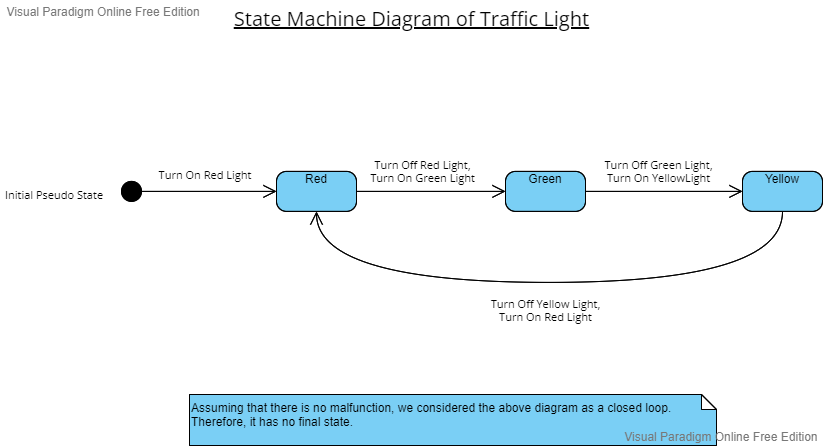 Visual Paradigm Online Free Edition
State Machine Diagram of Traffic Light
Turn On Red Light
Turn Off Red Light,
Turn On Green Light
Turn Off Green Light,
Turn On YellowLight
Initial Pseudo State
Red
Green
Yellow
Turn Off Yellow Light,
Turn On Red Light
Assuming that there is no malfunction, we considered the above diagram as a closed loop.
Therefore, it has no final state.
Visual Paradigm Online Free Edition